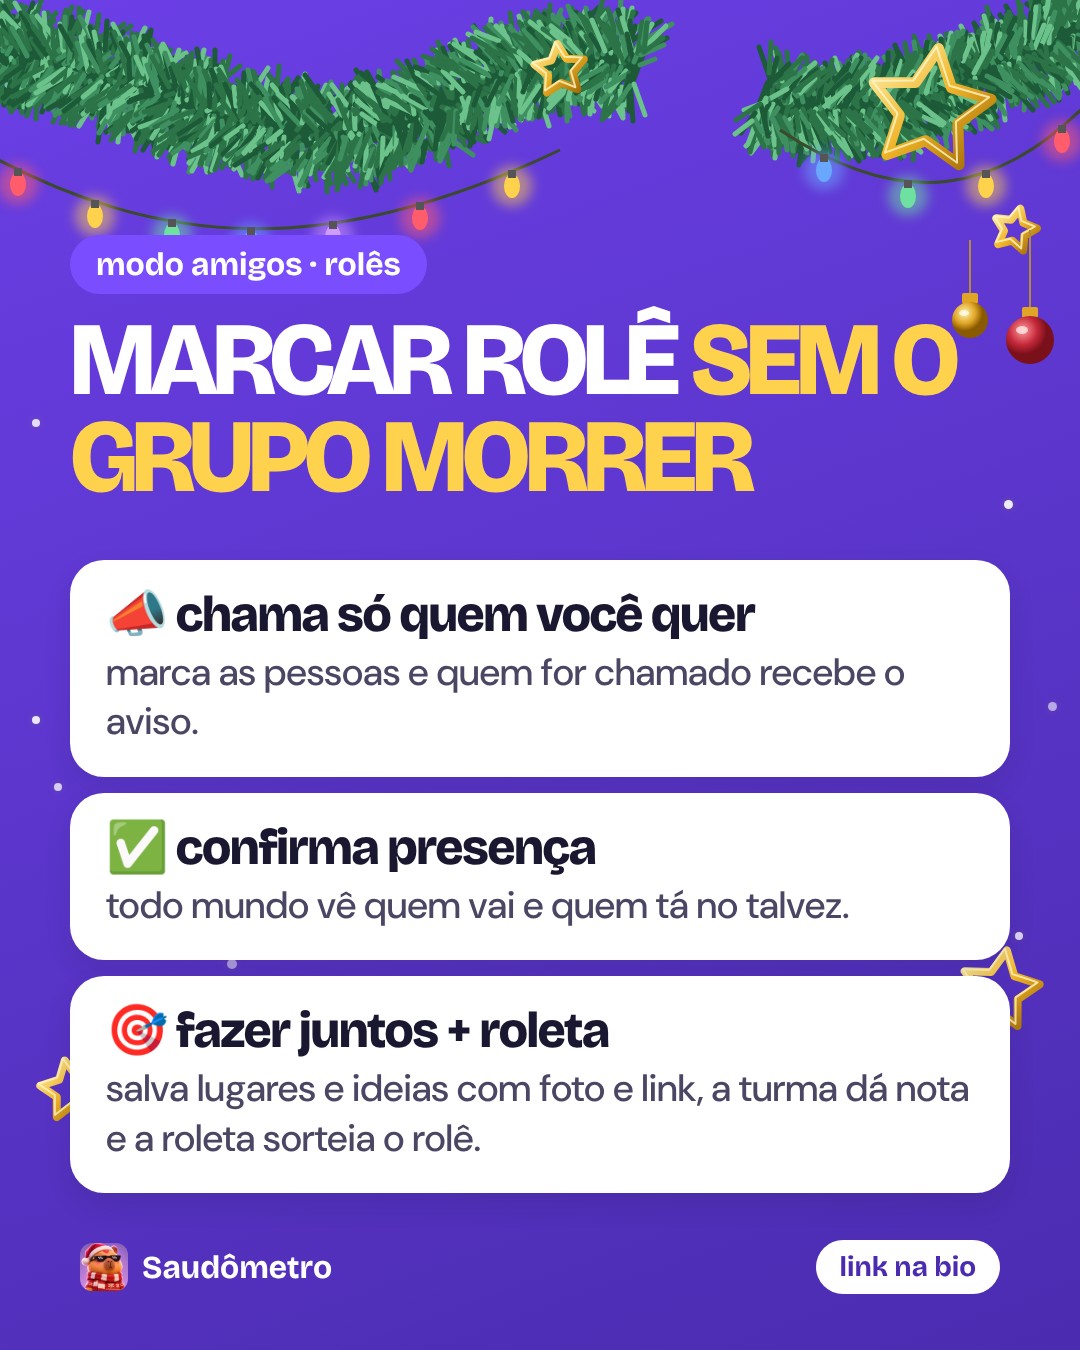 modo amigos · rolês
MARCAR ROLÊ SEM O
GRUPO MORRER
📣 chama só quem você quer
marca as pessoas e quem for chamado recebe o
aviso.
✅ confirma presença
todo mundo vê quem vai e quem tá no talvez.
🎯 fazer juntos + roleta
salva lugares e ideias com foto e link, a turma dá nota
e a roleta sorteia o rolê.
Saudômetro
link na bio